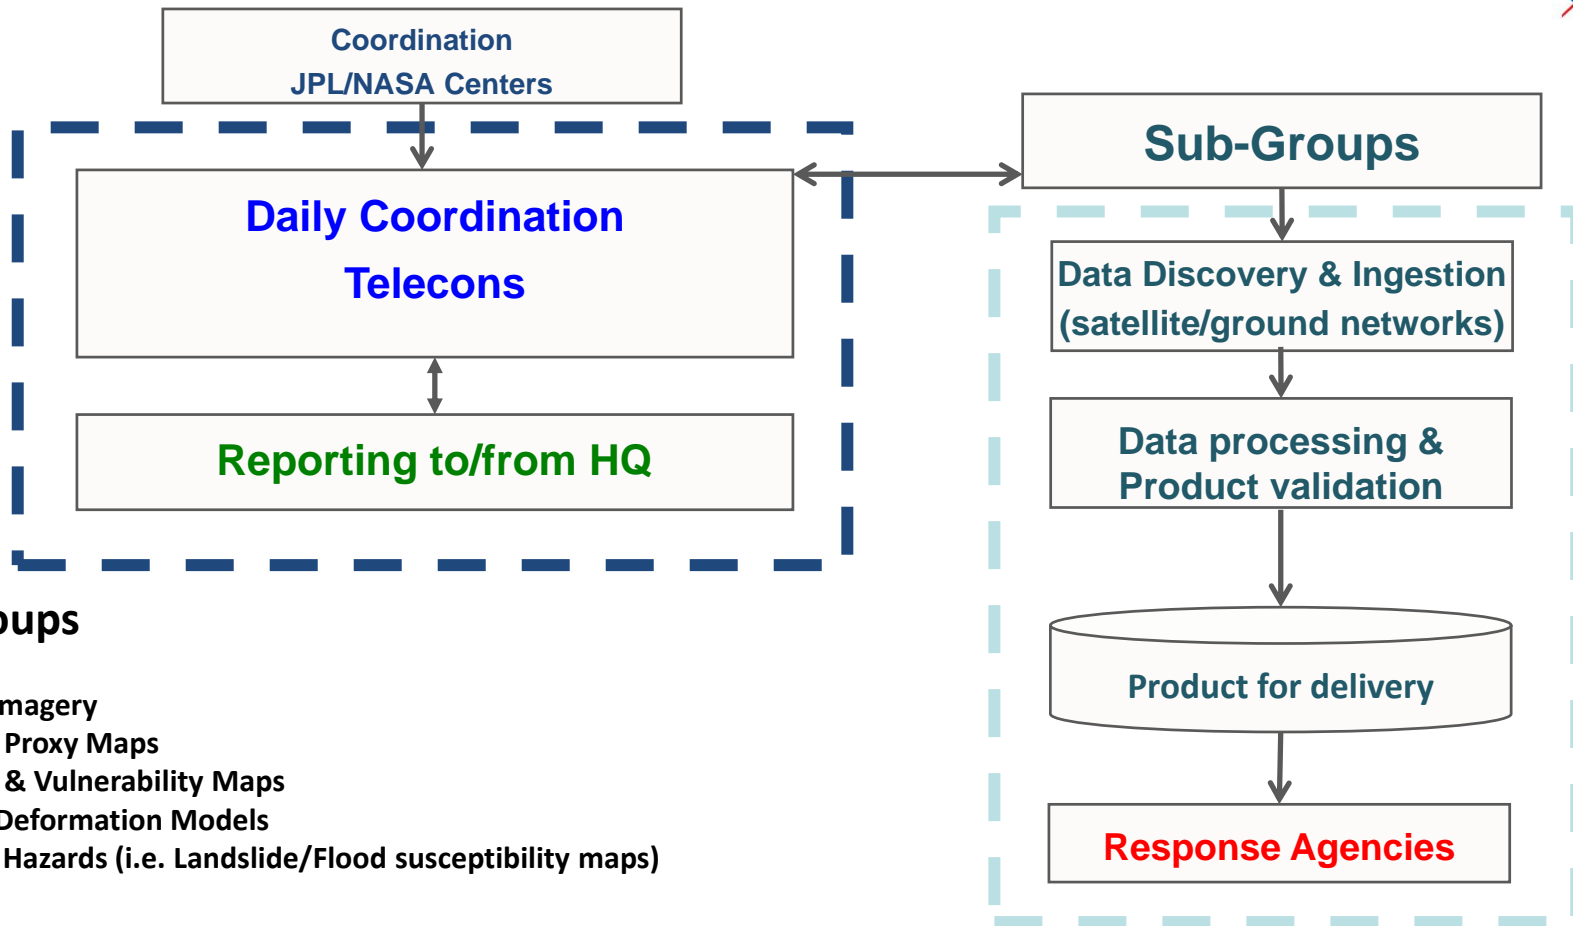 Coordination
JPL/NASA Centers
Daily Coordination
Telecons
Reporting to/from HQ
Sub-Groups
Data Discovery & Ingestion
(satellite/ground networks)
Data processing &
Product validation
Product for delivery
Response Agencies
oups
magery
Proxy Maps
& Vulnerability Maps
Deformation Models
Hazards (i.e. Landslide/Flood susceptibility maps)